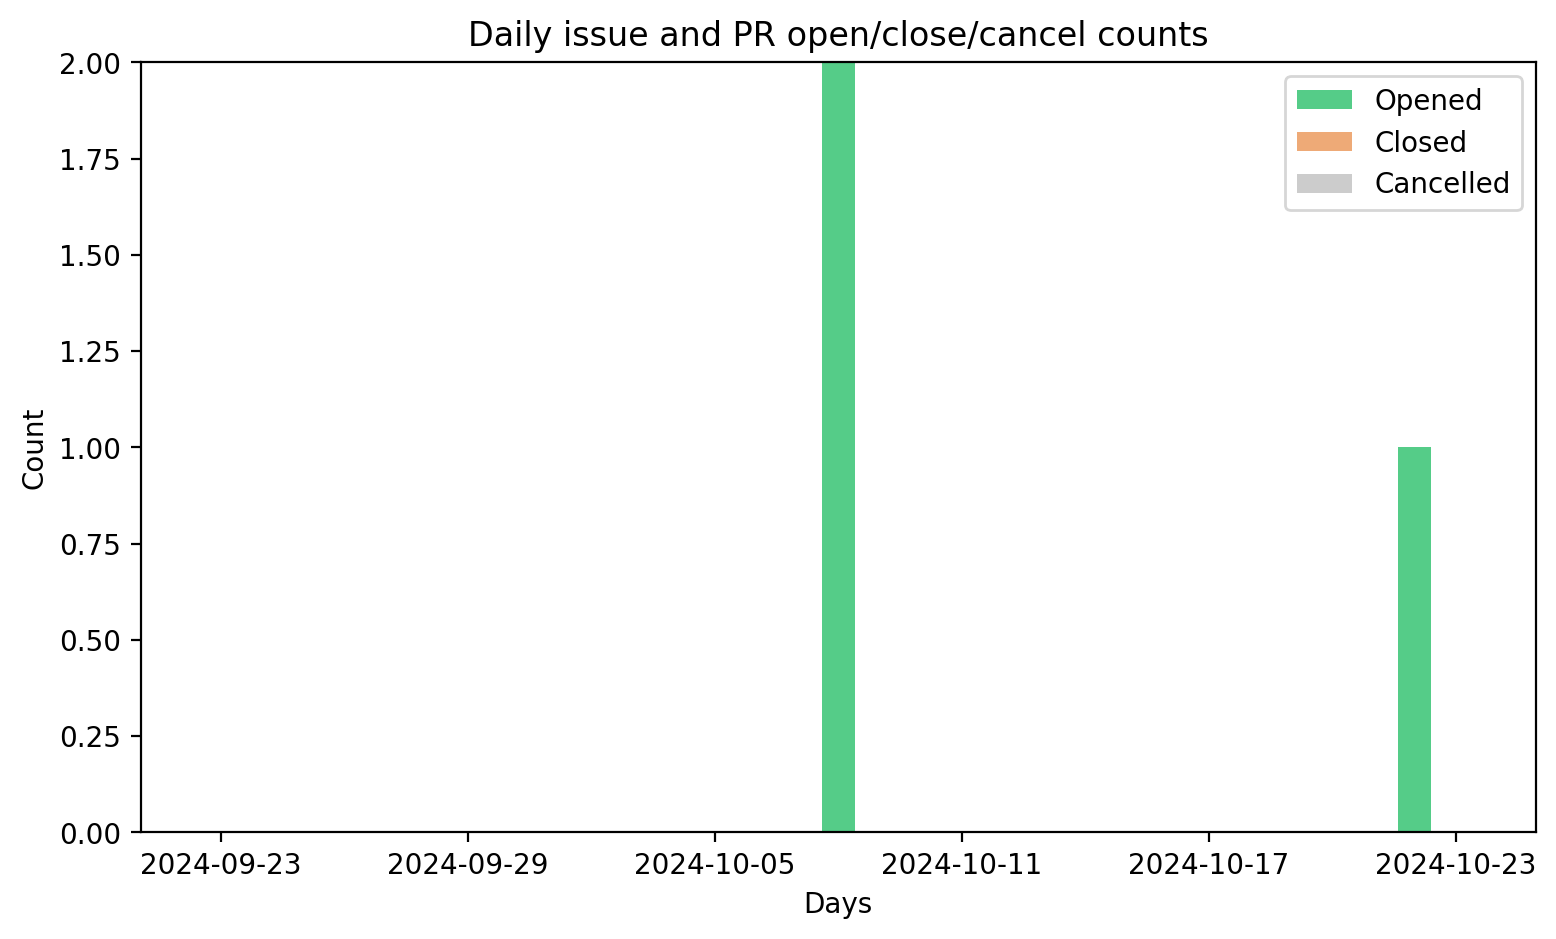 Daily issue and PR open/close/cancel counts
2.00
1.75
1.50
1.25
1.00
0.75
0.50
0.25
0.00
Count
Opened
Closed
Cancelled
2024-09-23 2024-09-29 2024-10-05 2024-10-11 2024-10-17 2024-10-23
Days